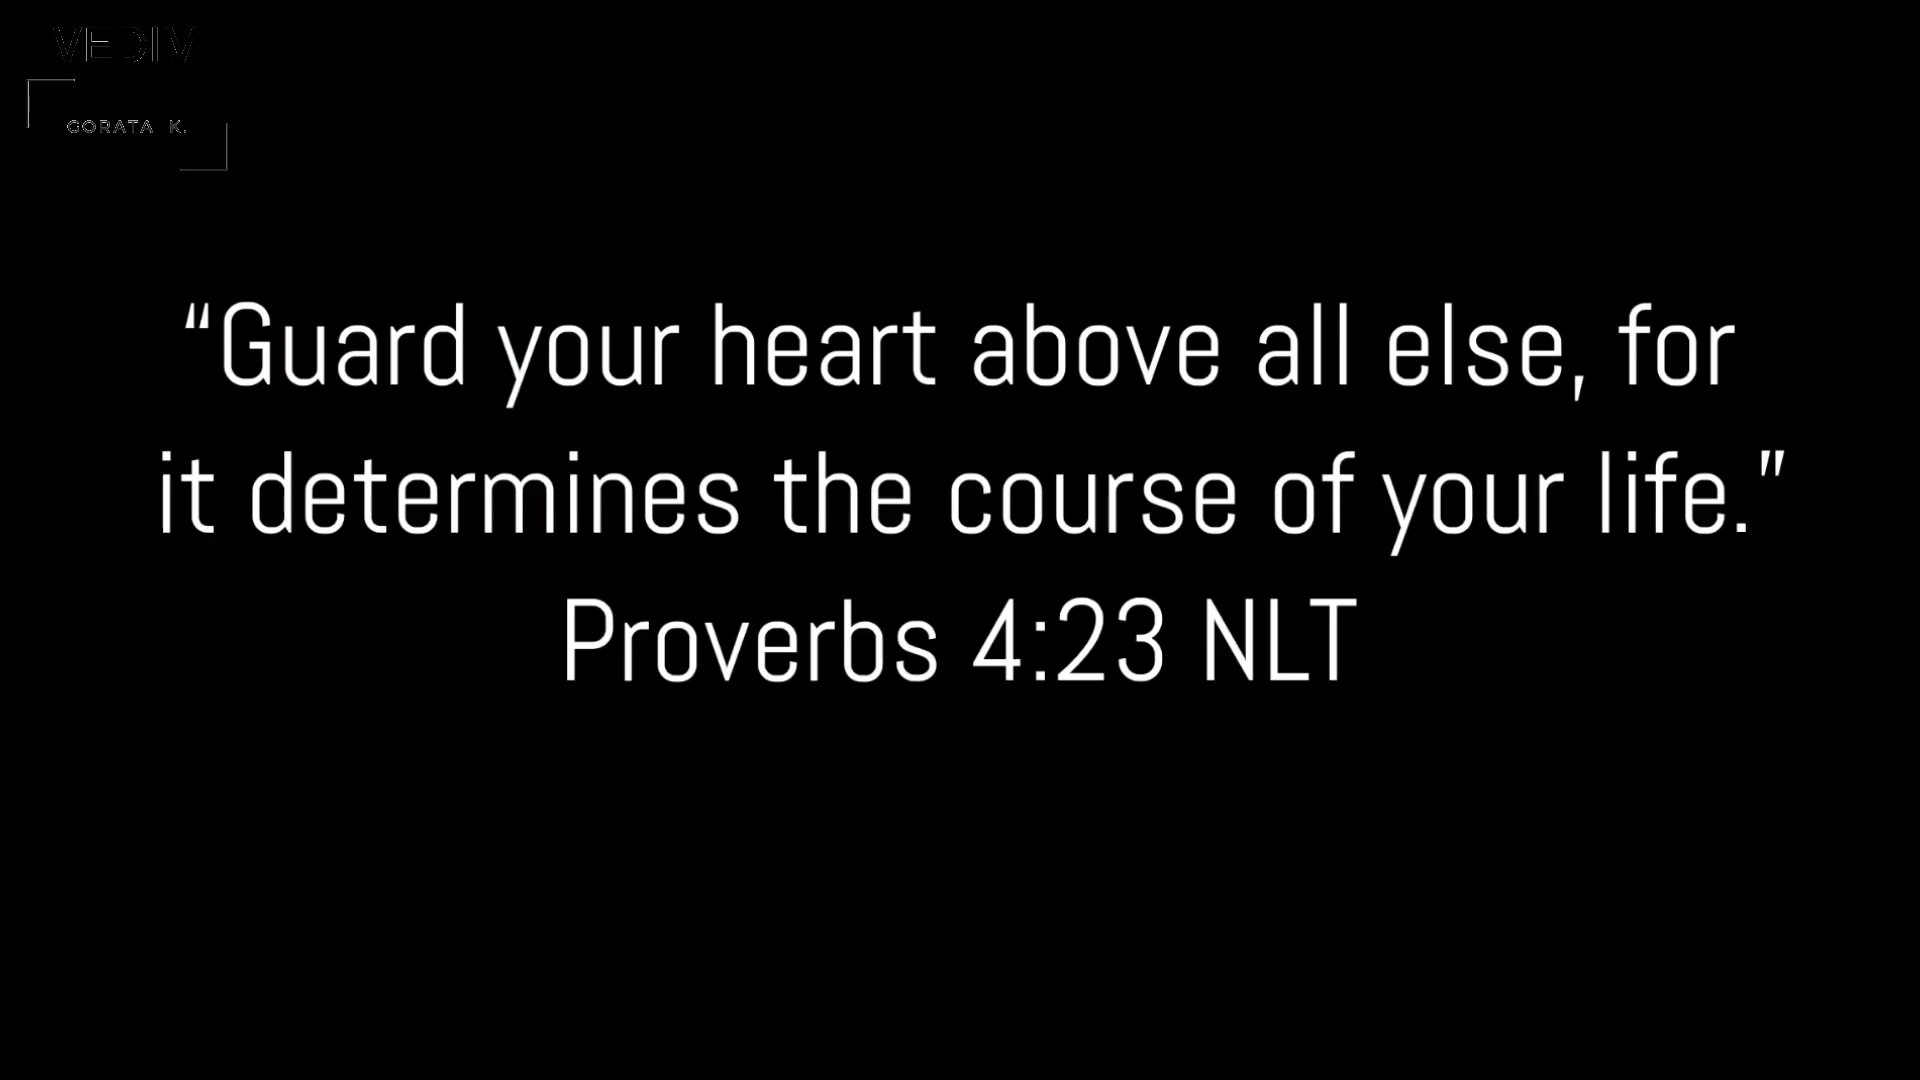 VEDIM
GORATA K.
“Guard your heart above all else, for
it determines the course of your life.”
Proverbs 4:23 NLT